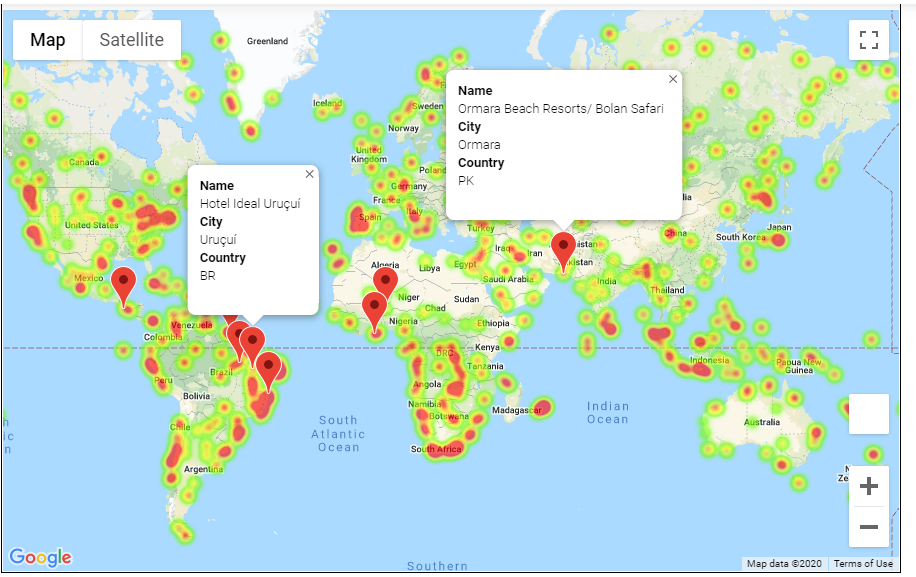 Map
Satellite
Greenland
Iceland
Sweden
Norway
United
Kingdom
Poland
Germany
France
Spain
Italy
Turkey
Canada
United States
Mexico
Venezuela
Colombia
Peru
Brazil
Bolivia
Chile
Argentina
Name
Hotel Ideal Uruçuí
City
Uruçuí
Country
BR
Name
Ormara Beach Resorts/ Bolan Safari
City
Ormara
Country
PK
Algeria
Libya
Egypt
Niger
Chad
Sudan
Nigeria
Ethiopia
DRC
Kenya
Tanzania
Angola
Namibia
Botswana
Madagascar
South Africa
Iraq
Iran
Saudi Arabia
India
China
South Korea
Japan
Thailand
Indonesia
Papua New
Guinea
Australia
South
Atlantic
Ocean
Indian
Ocean
Southern
Google
Map data ©2020
Terms of Use